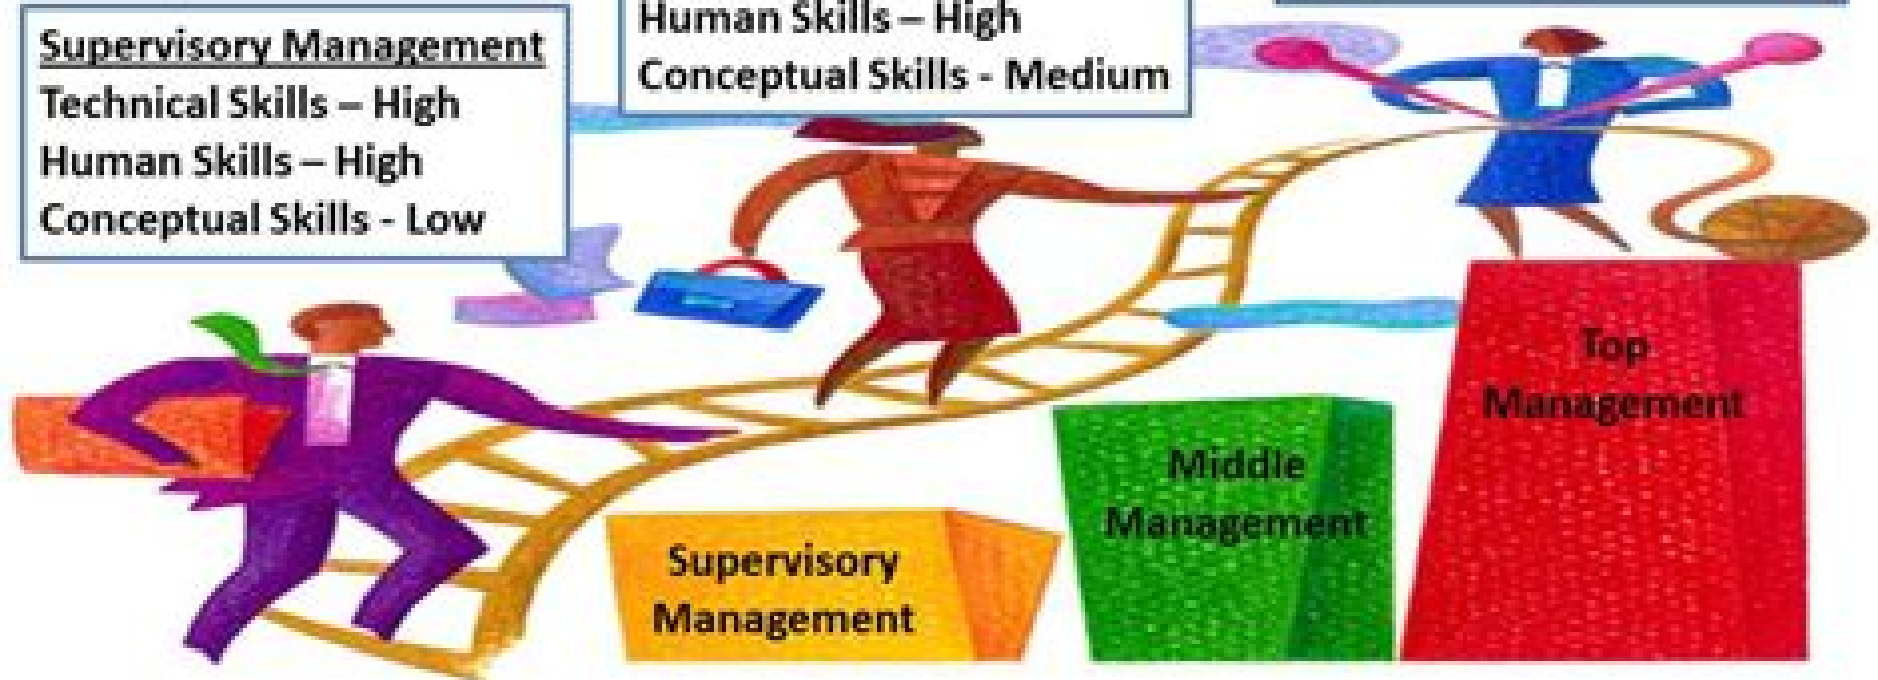 Supervisory Management
Technical Skills – High
Human Skills – High
Conceptual Skills - Low
Human Skills – High
Conceptual Skills - Medium
Top
Management
Middle
Management
Supervisory
Management